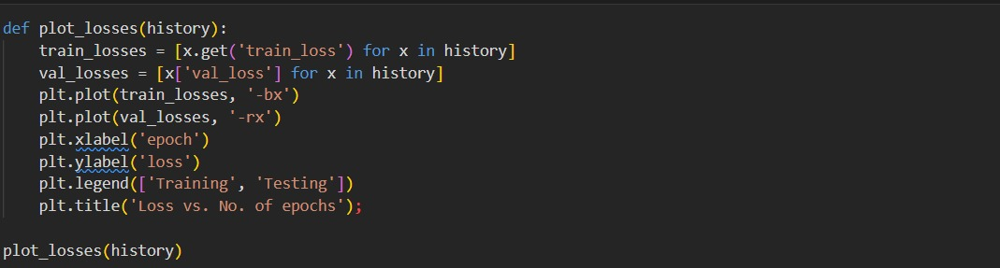 def plot_losses(history):
    train_losses = [x.get('train_loss') for x in history]
    val_losses = [x['val_loss'] for x in history]
    plt.plot(train_losses, '-bx')
    plt.plot(val_losses, '-rx')
    plt.xlabel('epoch')
    plt.ylabel('loss')
    plt.legend(['Training', 'Testing'])
    plt.title('Loss vs. No. of epochs');
plot_losses(history)